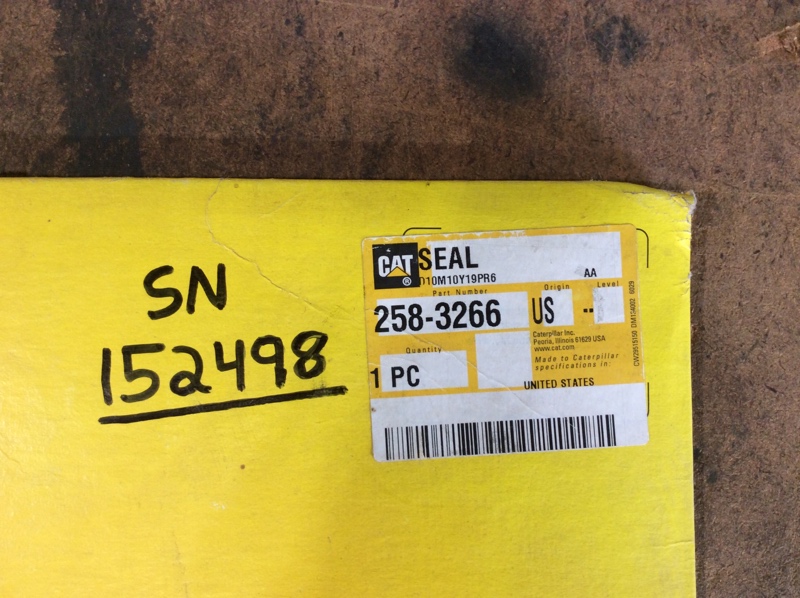 SN
152498
CAT
®
SEAL
D10M10Y19PR6
AA
Part Number
Origin
Level
258-3266
US
--
Caterpillar Inc.
Peoria, Illinois 61629 USA
www.cat.com
Quantity
Made to Caterpillar
specifications in:
1 PC
UNITED STATES